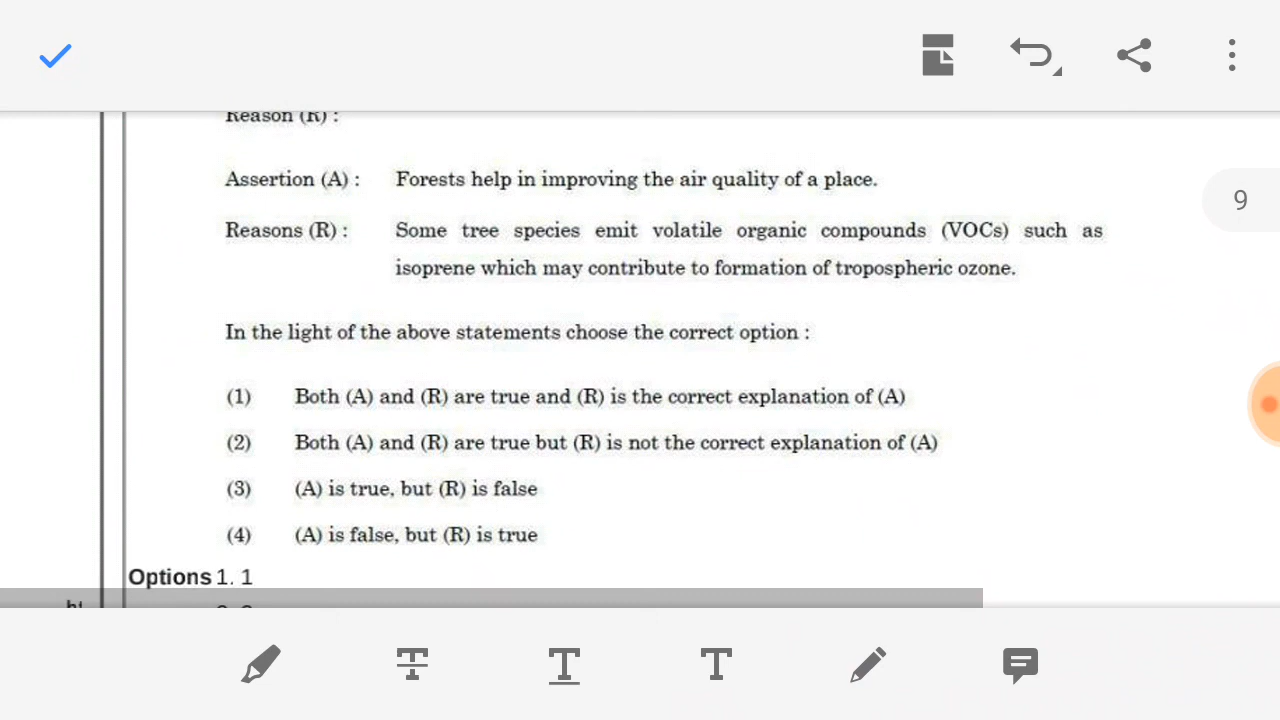 Reason (R) :
Assertion (A) : Forests help in improving the air quality of a place.
9
Reasons (R) : Some tree species emit volatile organic compounds (VOCs) such as
isoprene which may contribute to formation of tropospheric ozone.
In the light of the above statements choose the correct option :
(1) Both (A) and (R) are true and (R) is the correct explanation of (A)
(2) Both (A) and (R) are true but (R) is not the correct explanation of (A)
(3) (A) is true, but (R) is false
(4) (A) is false, but (R) is true
Options 1. 1